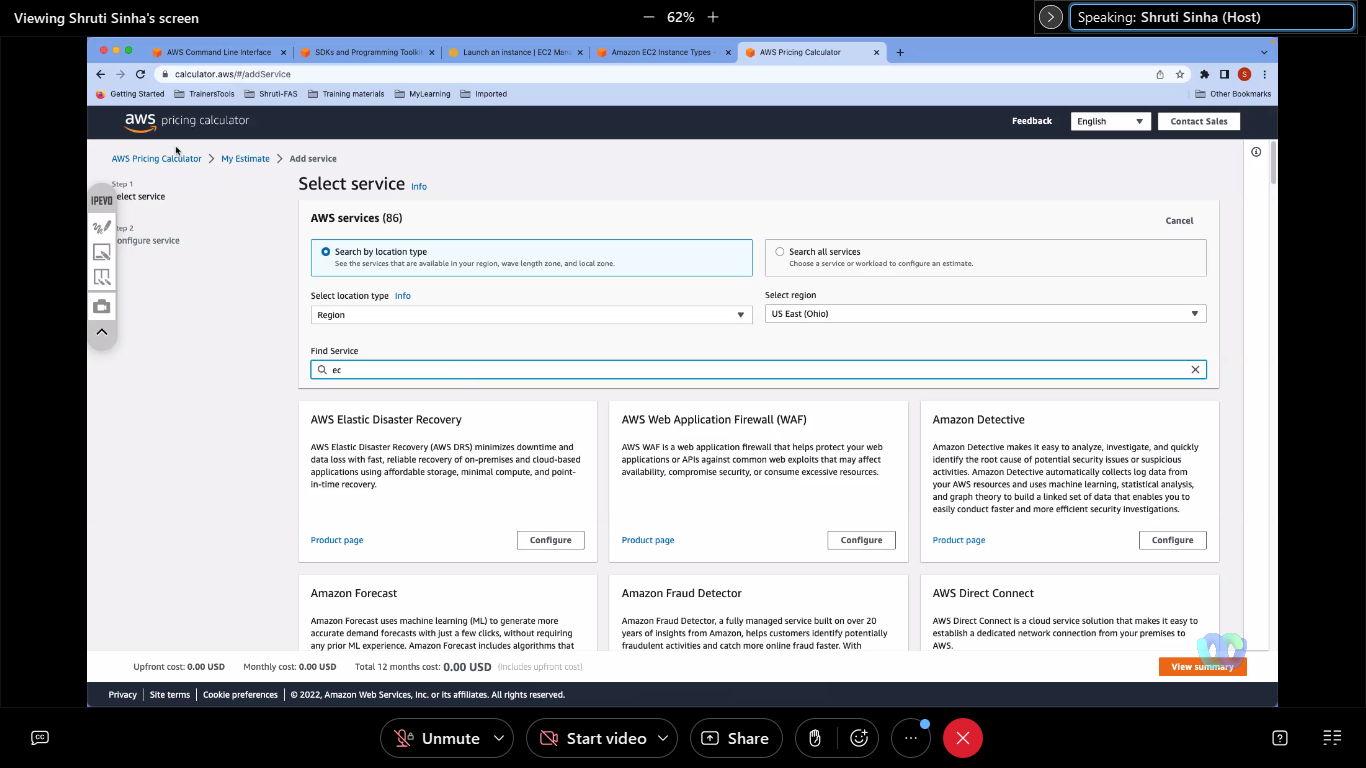 Viewing Shruti Sinha's screen
62%
Speaking: Shruti Sinha (Host)
AWS Command Line Interface
SDKs and Programming Toolkit
Launch an instance | EC2 Man
Amazon EC2 Instance Types -
AWS Pricing Calculator
calculator.aws/#/addService
S
Getting Started
TrainersTools
Shruti-FAS
Training materials
MyLearning
Imported
Other Bookmarks
aws pricing calculator
Feedback
English
Contact Sales
AWS Pricing Calculator
My Estimate
Add service
Step 1
elect service
tep 2
onfigure service
IPEVO
Select service Info
AWS services (86)
Cancel
Search by location type
See the services that are available in your region, wave length zone, and local zone.
Search all services
Choose a service or workload to configure an estimate.
Select location type Info
Region
Select region
US East (Ohio)
Find Service
ec
AWS Elastic Disaster Recovery
AWS Elastic Disaster Recovery (AWS DRS) minimizes downtime and
data loss with fast, reliable recovery of on-premises and cloud-based
applications using affordable storage, minimal compute, and point-
in-time recovery.
Product page
Configure
AWS Web Application Firewall (WAF)
AWS WAF is a web application firewall that helps protect your web
applications or APIs against common web exploits that may affect
availability, compromise security, or consume excessive resources.
Product page
Configure
Amazon Detective
Amazon Detective makes it easy to analyze, investigate, and quickly
identify the root cause of potential security issues or suspicious
activities. Amazon Detective automatically collects log data from
your AWS resources and uses machine learning, statistical analysis,
and graph theory to build a linked set of data that enables you to
easily conduct faster and more efficient security investigations.
Product page
Configure
Amazon Forecast
Amazon Forecast uses machine learning (ML) to generate more
accurate demand forecasts with just a few clicks, without requiring
any prior ML experience. Amazon Forecast includes algorithms that
Amazon Fraud Detector
Amazon Fraud Detector, a fully managed service built on over 20
years of insights from Amazon, helps customers identify potentially
fraudulent activities and catch more online fraud faster. With
AWS Direct Connect
AWS Direct Connect is a cloud service solution that makes it easy to
establish a dedicated network connection from your premises to
AWS.
Upfront cost: 0.00 USD
Monthly cost: 0.00 USD
Total 12 months cost: 0.00 USD (Includes upfront cost)
View summary
Privacy
Site terms
Cookie preferences
© 2022, Amazon Web Services, Inc. or its affiliates. All rights reserved.
CC
Unmute
Start video
Share